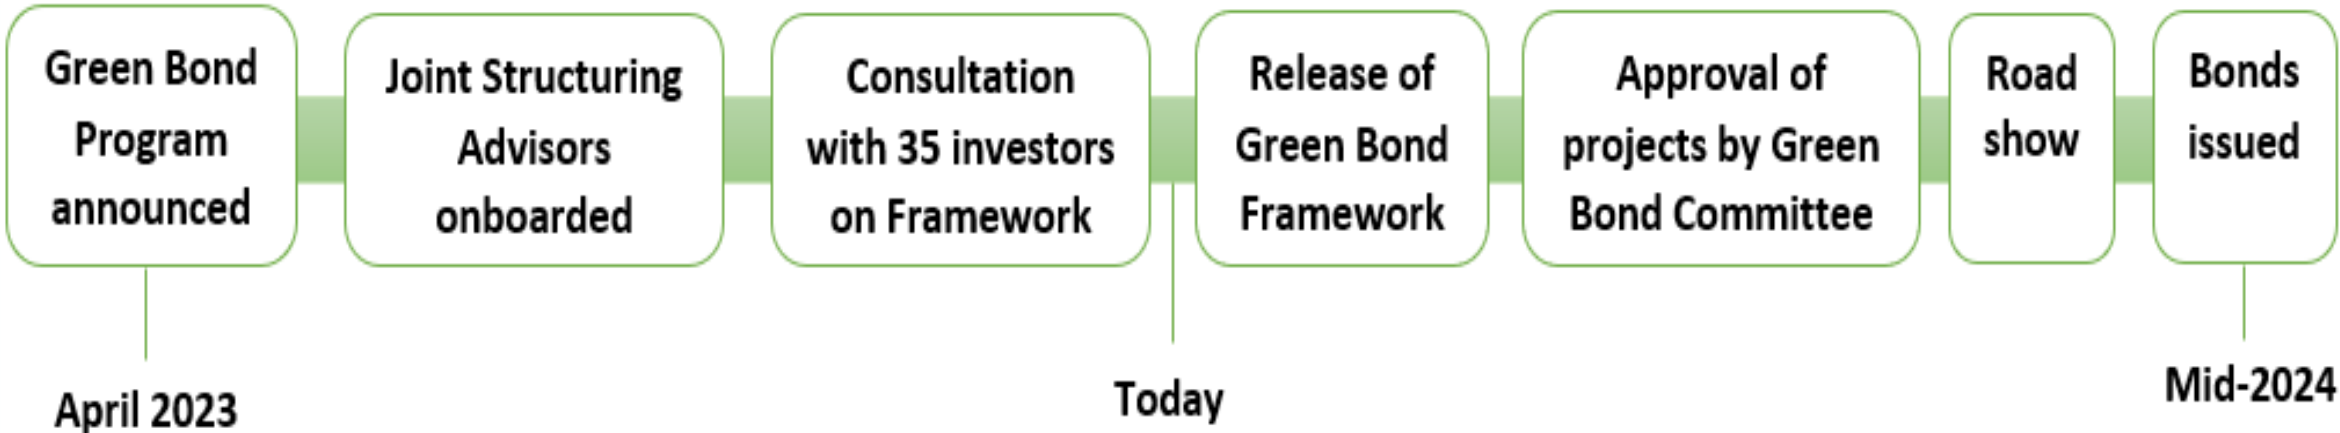 Green Bond
Program
announced
Joint Structuring
Advisors
onboarded
Consultation
with 35 investors
on Framework
Release of
Green Bond
Framework
Approval of
projects by Green
Bond Committee
Road
show
Bonds
issued
April 2023
Today
Mid-2024